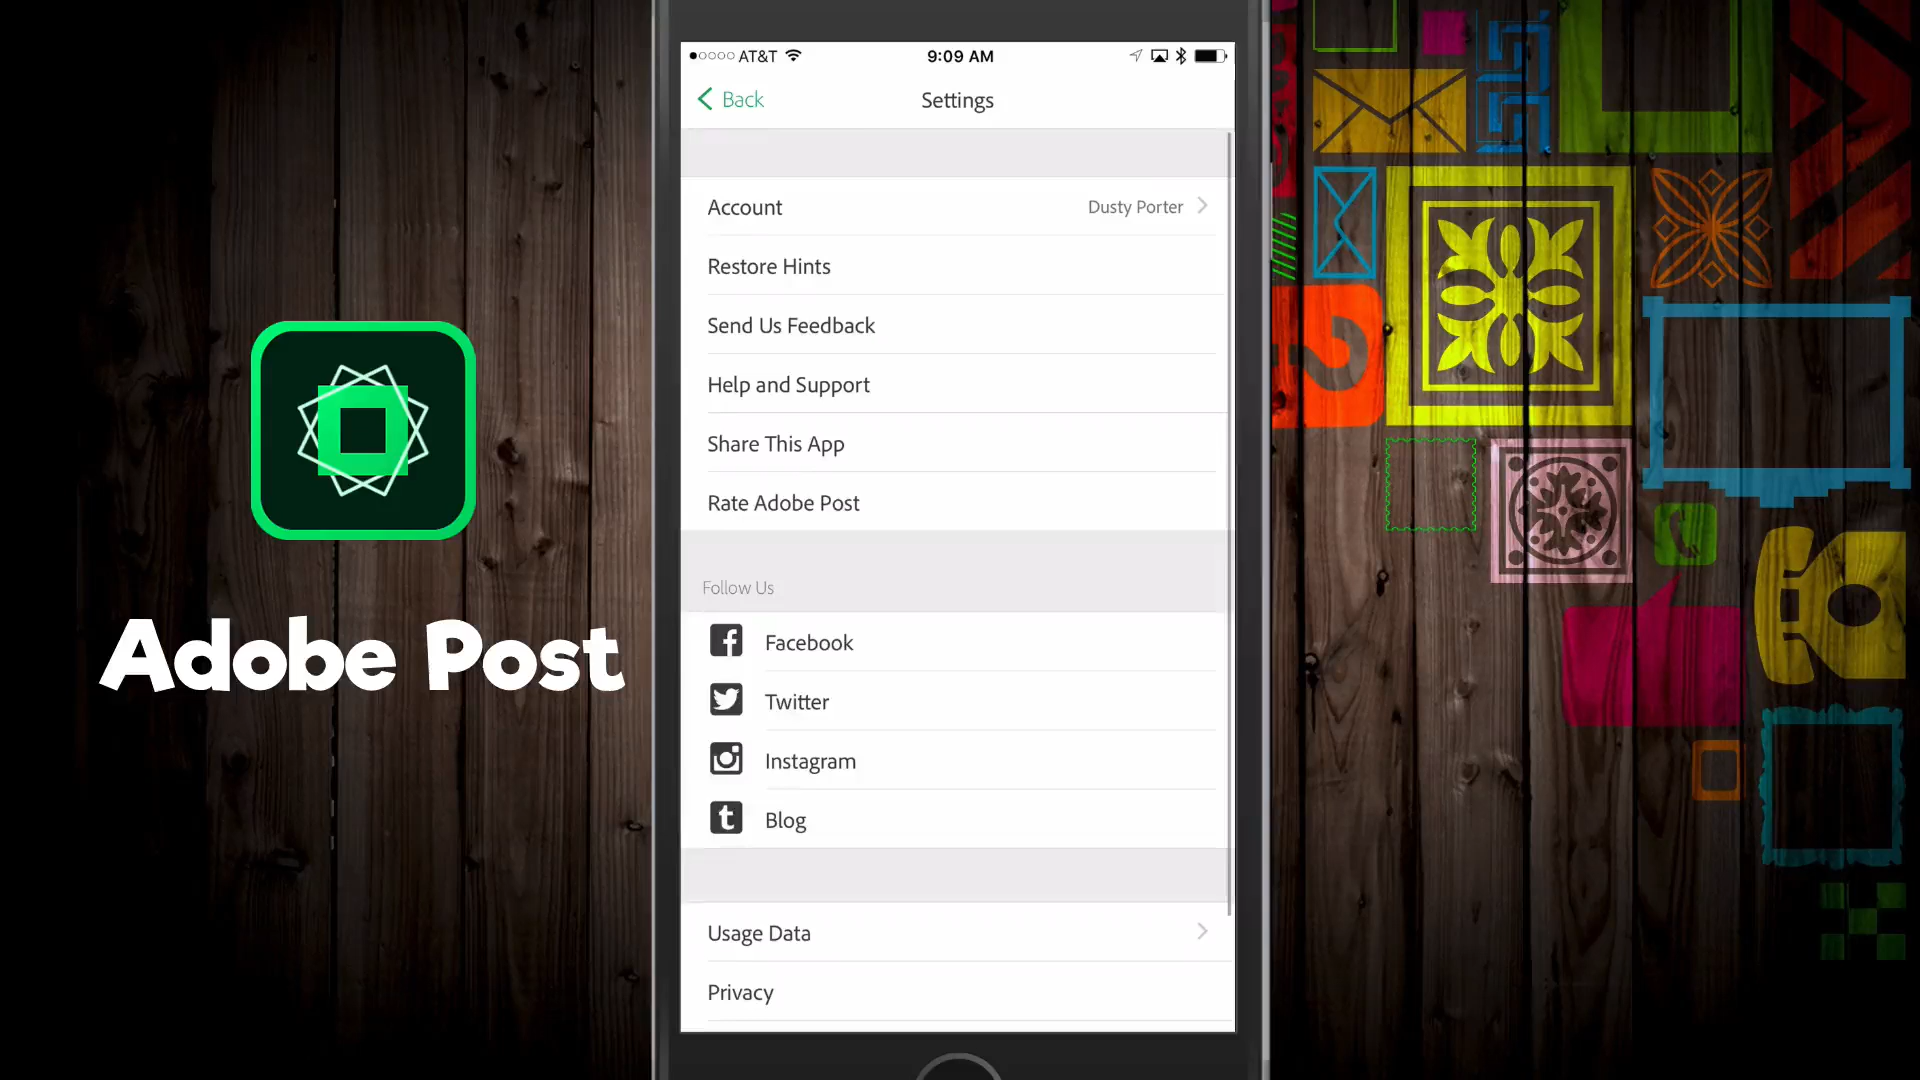 AT&T
9:09 AM
Back
Settings
Account
Dusty Porter
Restore Hints
Send Us Feedback
Help and Support
Share This App
Rate Adobe Post
Follow Us
Facebook
Twitter
Instagram
Blog
Usage Data
Privacy
Adobe Post